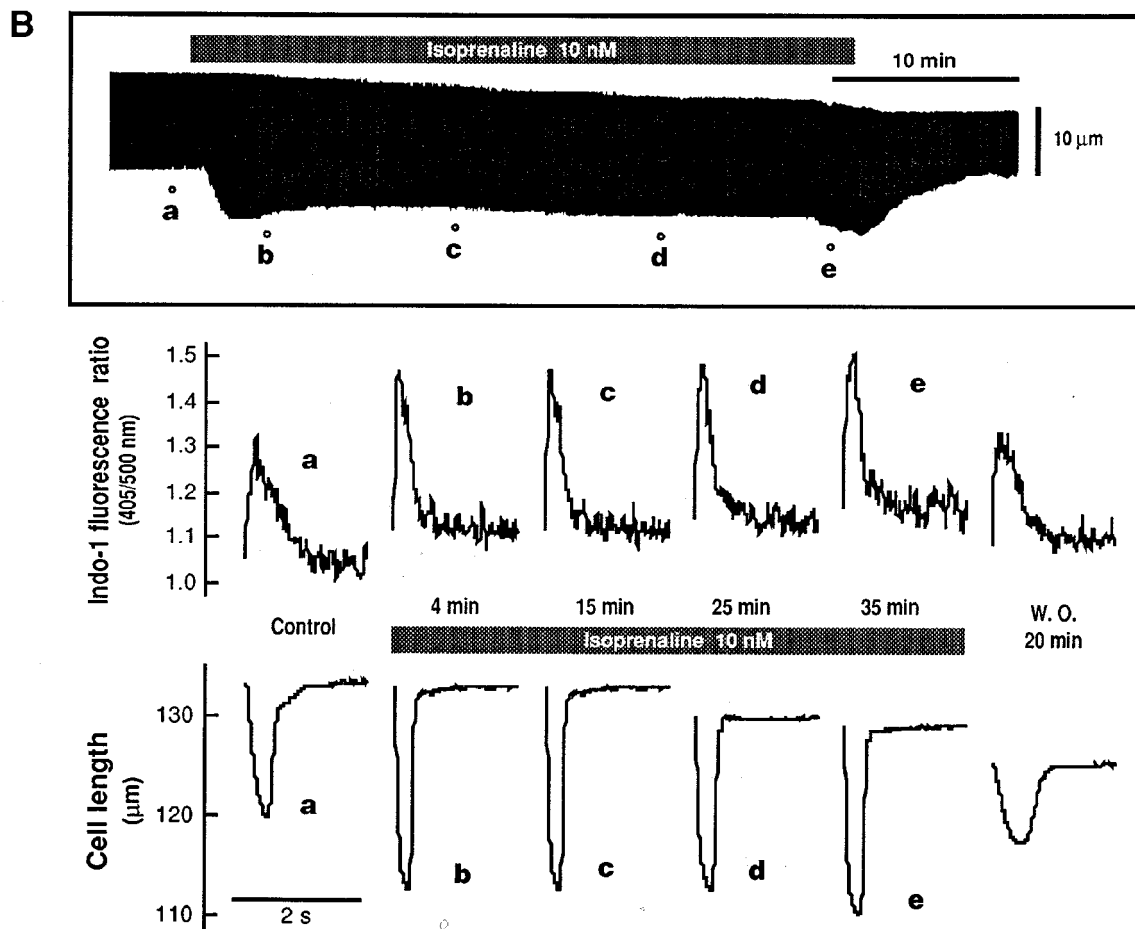 B
Isoprenaline 10 nM
10 min
10 μm
a
b
c
d
e
Indo-1 fluorescence ratio
(405/500 nm)
1.5
1.4
1.3
1.2
1.1
1.0
a
b
c
d
e
Control
4 min
15 min
25 min
35 min
W. O.
20 min
Isoprenaline 10 nM
Cell length
(μm)
130
120
110
a
b
c
d
e
2 s